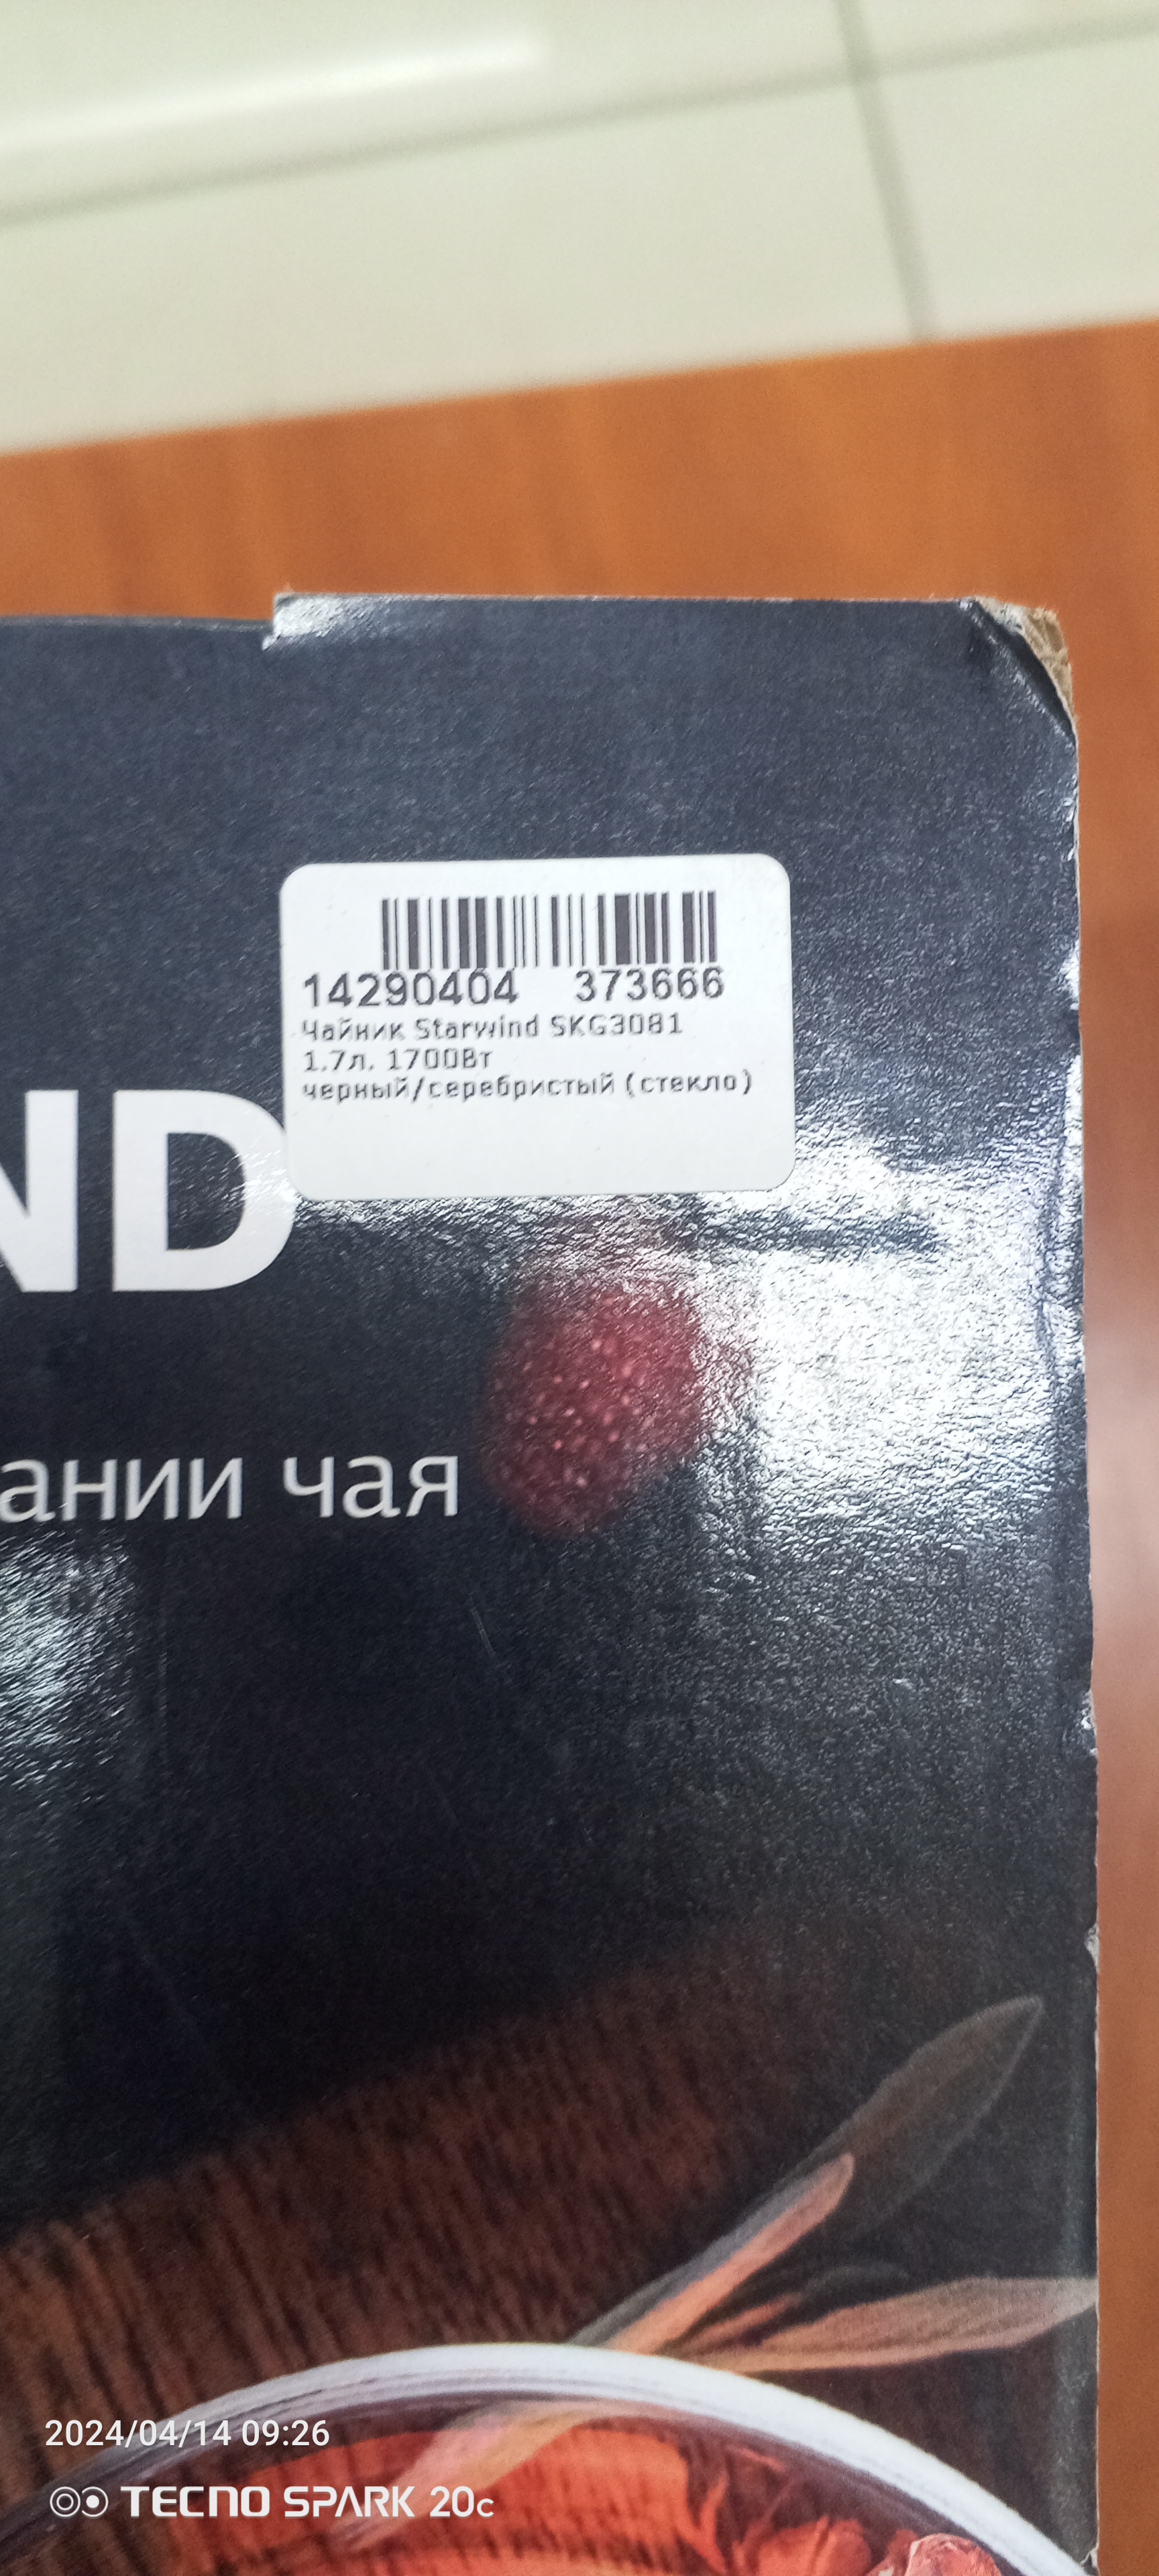 14290404 373666
Чайник Starwind SKG3081
1.7л. 1700Вт
черный/серебристый (стекло)
ND
ании чая
2024/04/14 09:26
TECNO SPARK 20c